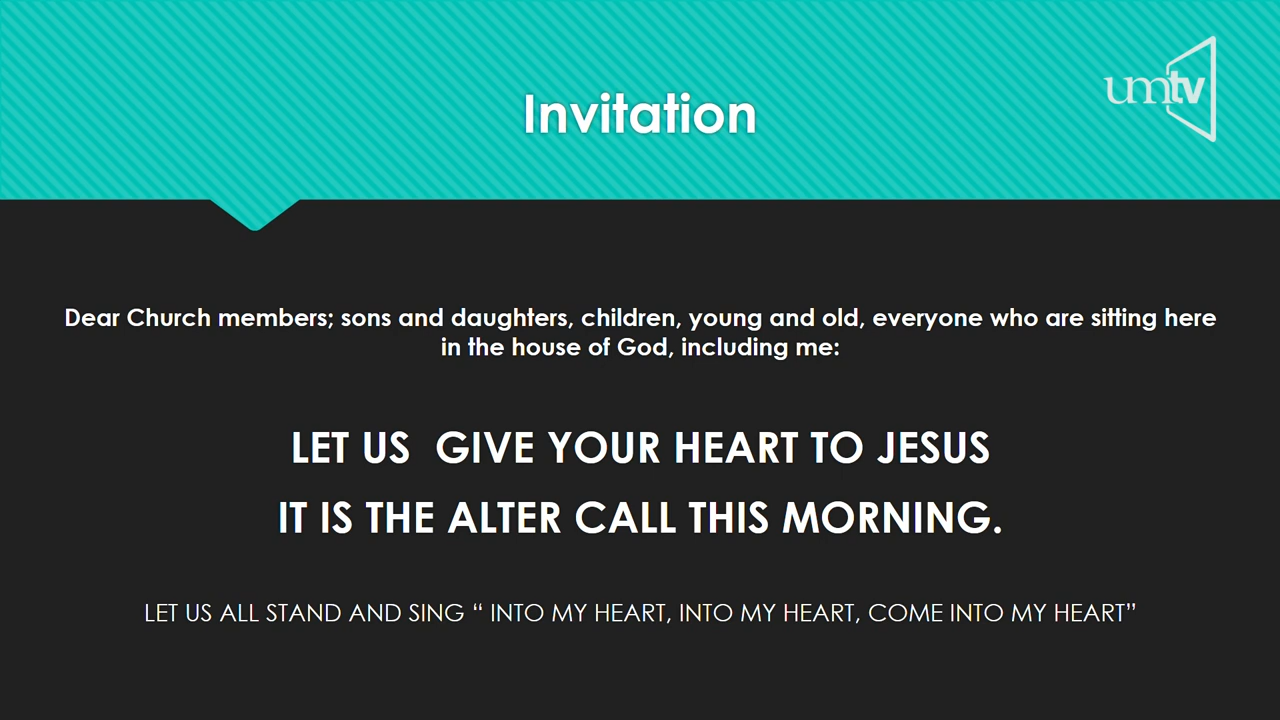 umtv
Invitation
Dear Church members; sons and daughters, children, young and old, everyone who are sitting here
in the house of God, including me:
LET US  GIVE YOUR HEART TO JESUS
IT IS THE ALTER CALL THIS MORNING.
LET US ALL STAND AND SING “ INTO MY HEART, INTO MY HEART, COME INTO MY HEART”